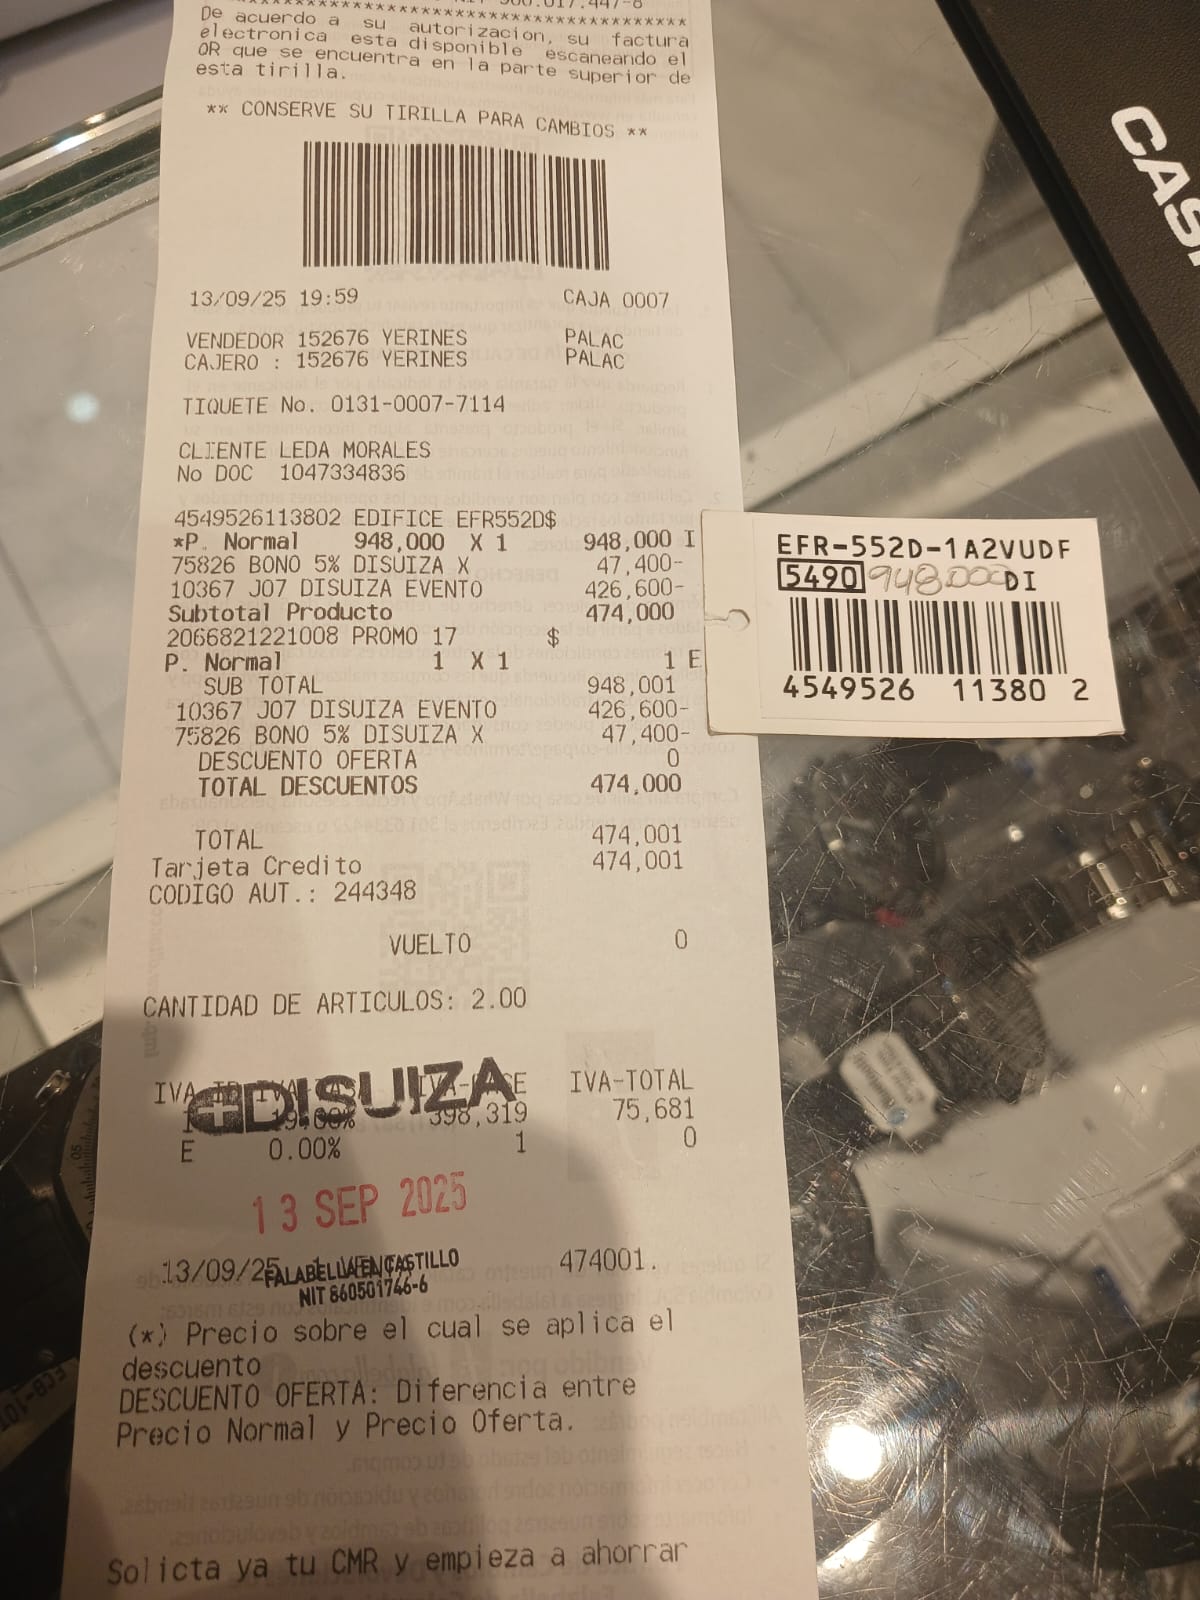 De acuerdo a su autorizacion, su factura
electronica esta disponible escaneando el
QR que se encuentra en la parte superior de
esta tirilla.
** CONSERVE SU TIRILLA PARA CAMBIOS **
13/09/25 19:59 CAJA 0007
VENDEDOR 152676 YERINES PALAC
CAJERO : 152676 YERINES PALAC
TIQUETE No. 0131-0007-7114
CLIENTE LEDA MORALES
No DOC 1047334836
4549526113802 EDIFICE EFR552D$
*P. Normal 948,000 X 1 948,000 I
75826 BONO 5% DISUIZA X 47,400-
10367 J07 DISUIZA EVENTO 426,600-
Subtotal Producto 474,000
2066821221008 PROMO 17 $
P. Normal 1 X 1 1 E
SUB TOTAL 948,001
10367 J07 DISUIZA EVENTO 426,600-
75826 BONO 5% DISUIZA X 47,400-
DESCUENTO OFERTA 0
TOTAL DESCUENTOS 474,000
TOTAL 474,001
Tarjeta Credito 474,001
CODIGO AUT.: 244348
VUELTO 0
CANTIDAD DE ARTICULOS: 2.00
IVA-TOTAL
DISUIZA
19.00% 398,319 75,681
E 0.00% 1 0
13 SEP 2025
13/09/25 474001.
FALABELLA EN CASTILLO
NIT 860501746-6
(*) Precio sobre el cual se aplica el
descuento
DESCUENTO OFERTA: Diferencia entre
Precio Normal y Precio Oferta.
Solicta ya tu CMR y empieza a ahorrar
EFR-552D-1A2VUDF
5490 948.000 DI
4549526 11380 2